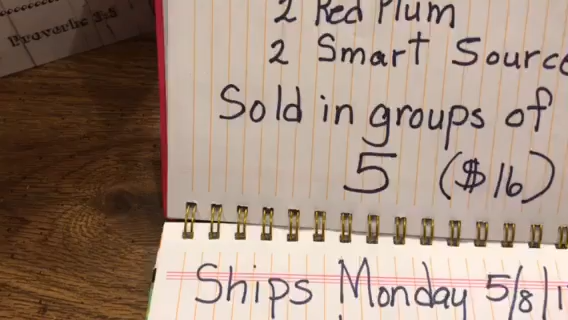 Proverbs 3:5
2 Red Plum
2 Smart Source
Sold in groups of
5 ($16)
Ships Monday 5/8/1